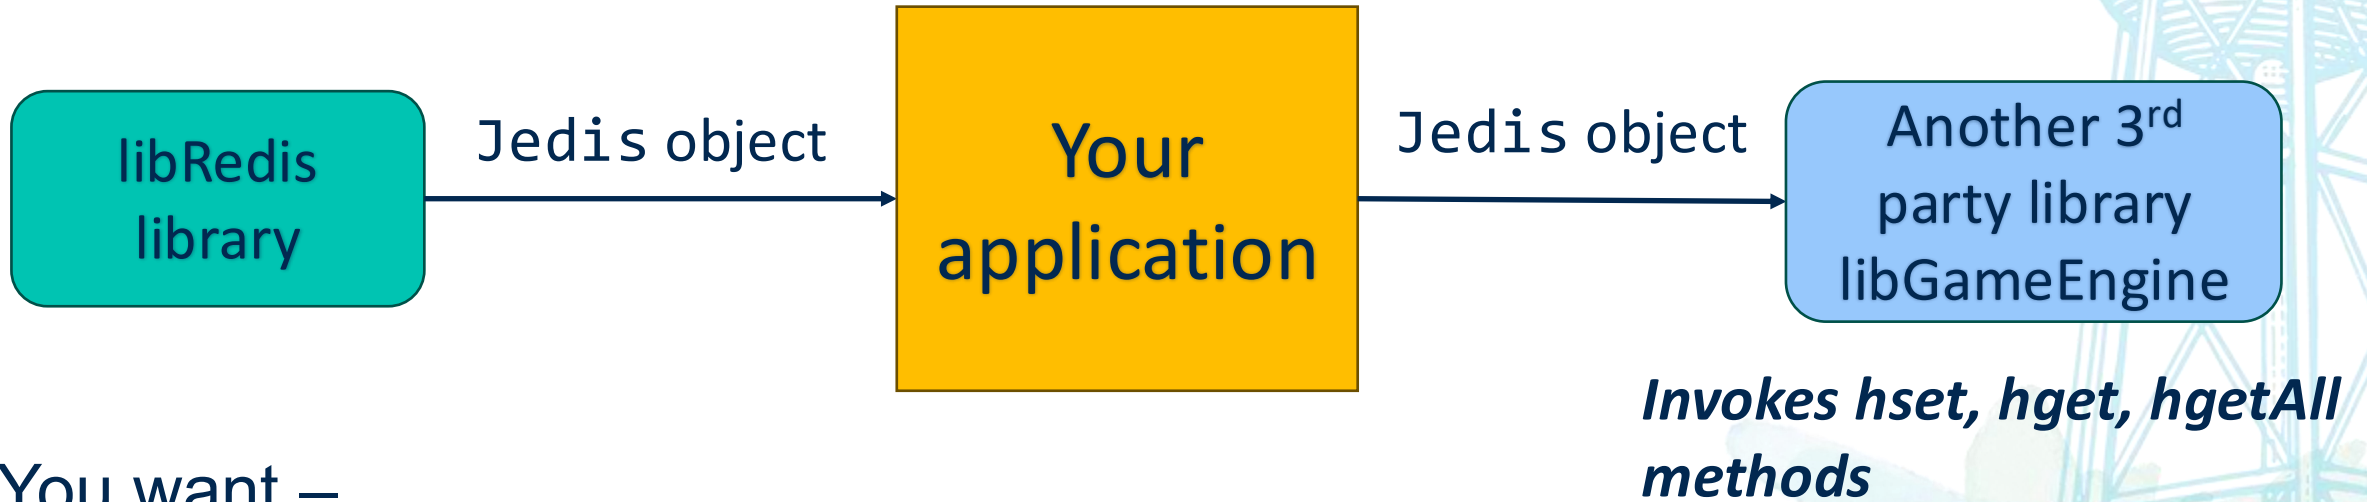 libRedis
library
Jedis object
Your
application
Jedis object
Another 3rd
party library
libGameEngine
Invokes hset, hget, hgetAll
methods
You want –